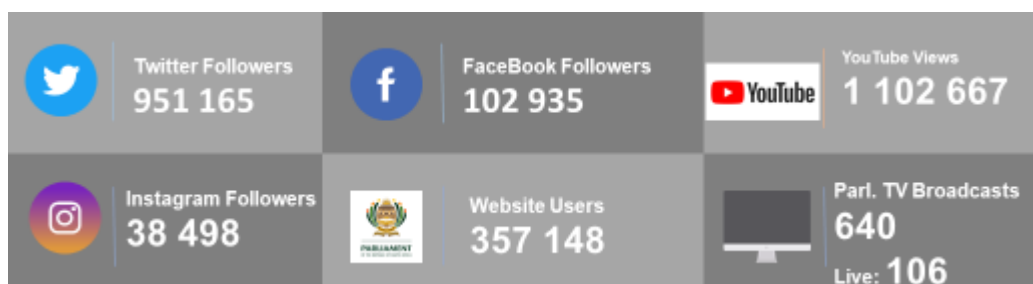 Twitter Followers
951 165
FaceBook Followers
102 935
YouTube
YouTube Views
1 102 667
Instagram Followers
38 498
PARLIAMENT
Website Users
357 148
Parl. TV Broadcasts
640
Live: 106